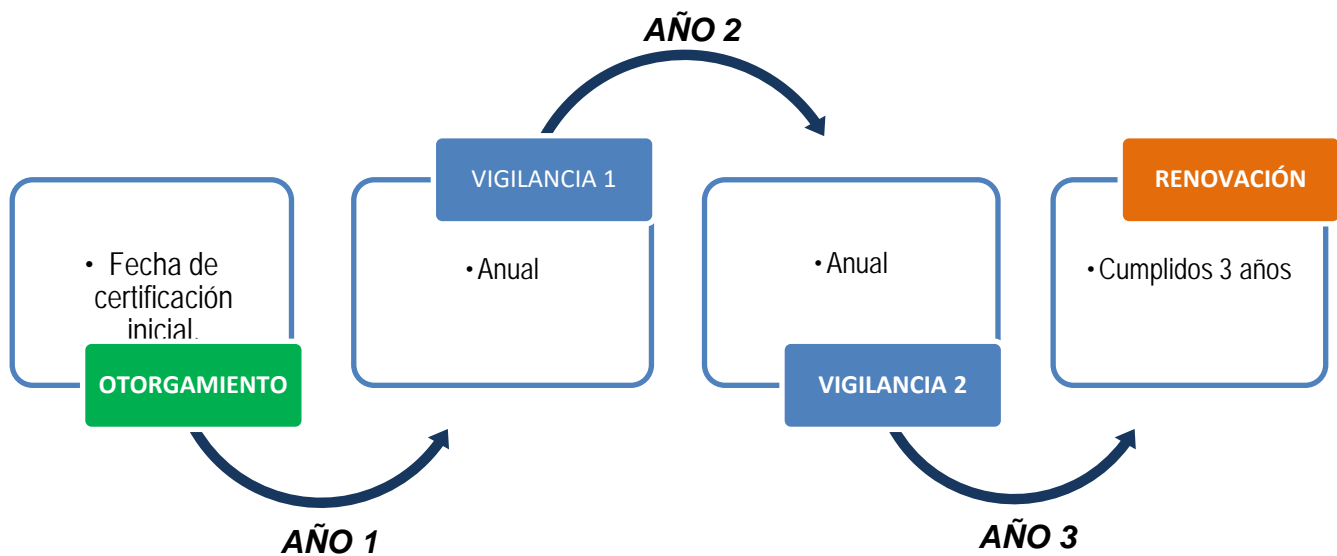 AÑO 2
• Fecha de
certificación
inicial.
OTORGAMIENTO
AÑO 1
VIGILANCIA 1
• Anual
• Anual
VIGILANCIA 2
AÑO 3
RENOVACIÓN
• Cumplidos 3 años